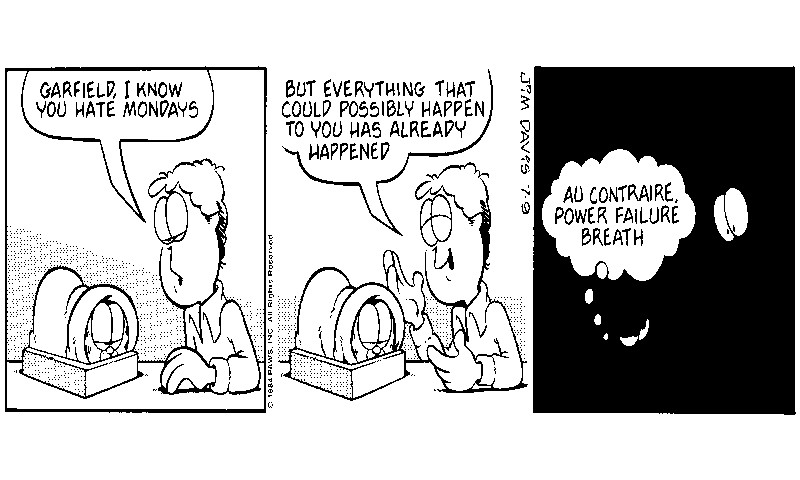 GARFIELD, I KNOW
YOU HATE MONDAYS
BUT EVERYTHING THAT
COULD POSSIBLY HAPPEN
TO YOU HAS ALREADY
HAPPENED
© 1984 PAWS, INC. All Rights Reserved
JIM DAVIS 7-9
AU CONTRAIRE,
POWER FAILURE
BREATH